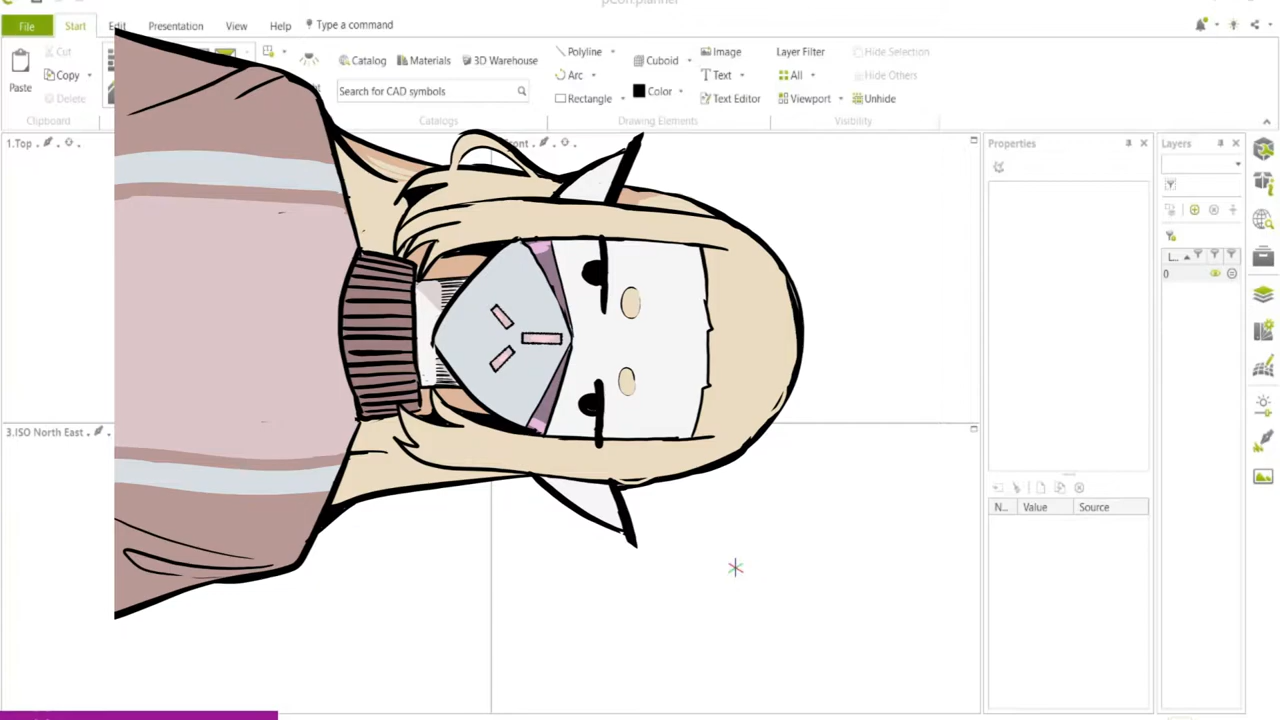 pCon.planner
File Start Edit Presentation View Help Type a command
Paste
Cut
Copy
Delete
Clipboard
Catalog Materials 3D Warehouse
Search for CAD symbols
Catalogs
Polyline
Arc
Rectangle
Cuboid
Color
Image
Text
Text Editor
Drawing Elements
Layer Filter
All
Viewport
Hide Selection
Hide Others
Unhide
Visibility
1.Top
3.ISO North East
Properties
N... Value Source
Layers
L...
0